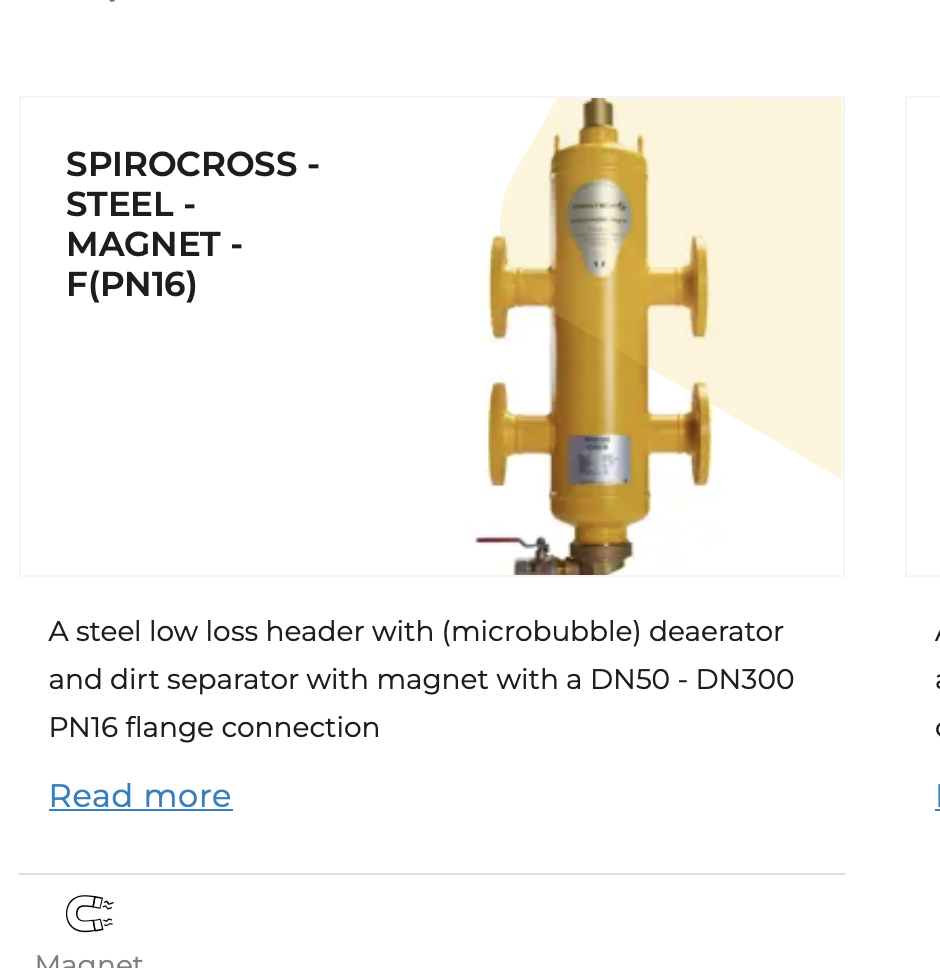 SPIROCROSS -
STEEL -
MAGNET -
F(PN16)
A steel low loss header with (microbubble) deaerator
and dirt separator with magnet with a DN50 - DN300
PN16 flange connection
Read more
Magnet